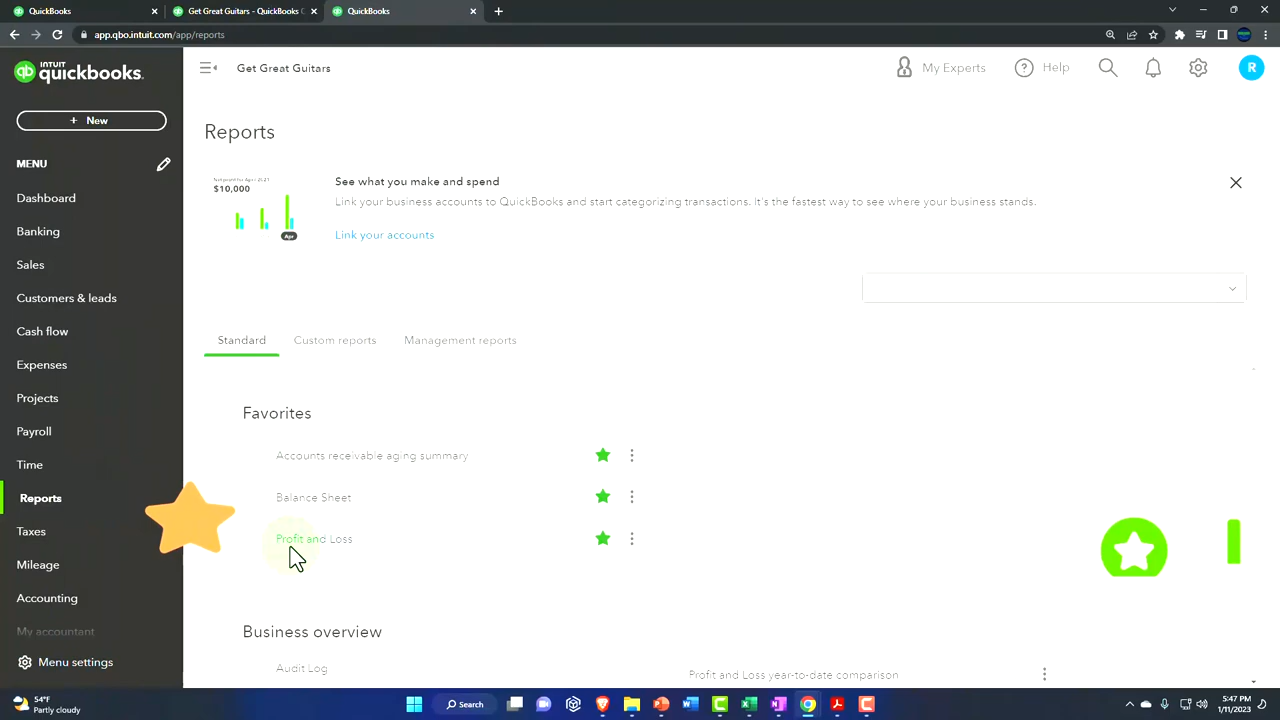 QuickBooks
Get Great Guitars - QuickBooks
QuickBooks
app.qbo.intuit.com/app/reports
INTUIT
quickbooks.
Get Great Guitars
My Experts
Help
R
+ New
MENU
Dashboard
Banking
Sales
Customers & leads
Cash flow
Expenses
Projects
Payroll
Time
Reports
Taxes
Mileage
Accounting
My accountant
Menu settings
Reports
$10,000
Apr
See what you make and spend
Link your business accounts to QuickBooks and start categorizing transactions. It's the fastest way to see where your business stands.
Link your accounts
Standard
Custom reports
Management reports
Favorites
Accounts receivable aging summary
Balance Sheet
Profit and Loss
Business overview
Audit Log
Profit and Loss year-to-date comparison
54°F
Partly cloudy
Search
5:47 PM
1/11/2023